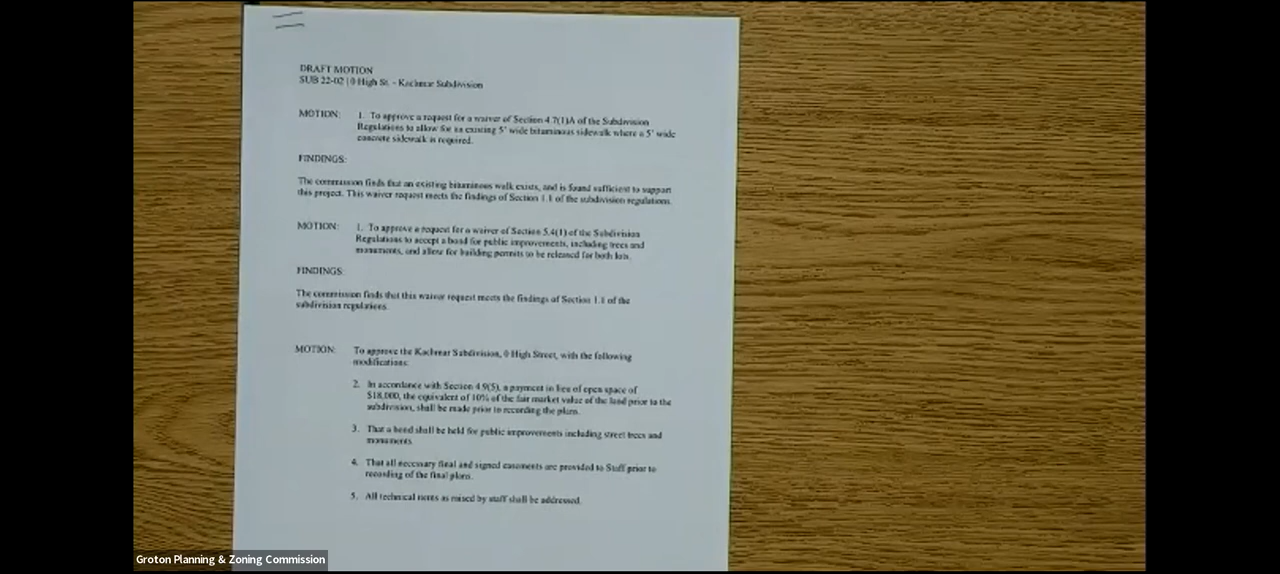 DRAFT MOTION
SUB 22-02 | 0 High St. - Kachmar Subdivision
MOTION: 1. To approve a request for a waiver of Section 4.7(1)A of the Subdivision
Regulations to allow for an existing 5' wide bituminous sidewalk where a 5' wide
concrete sidewalk is required.
FINDINGS:
The commission finds that an existing bituminous walk exists, and is found sufficient to support
this project. This waiver request meets the findings of Section 1.1 of the subdivision regulations.
MOTION: 1. To approve a request for a waiver of Section 5.4(1) of the Subdivision
Regulations to accept a bond for public improvements, including trees and
monuments, and allow for building permits to be released for both lots.
FINDINGS:
The commission finds that this waiver request meets the findings of Section 1.1 of the
subdivision regulations.
MOTION: To approve the Kachmar Subdivision, 0 High Street, with the following
modifications:
2. In accordance with Section 4.9(5), a payment in lieu of open space of
$18,000, the equivalent of 10% of the fair market value of the land prior to the
subdivision, shall be made prior to recording the plans.
3. That a bond shall be held for public improvements including street trees and
monuments.
4. That all necessary final and signed easements are provided to Staff prior to
recording of the final plans.
5. All technical items as raised by staff shall be addressed.
Groton Planning & Zoning Commission